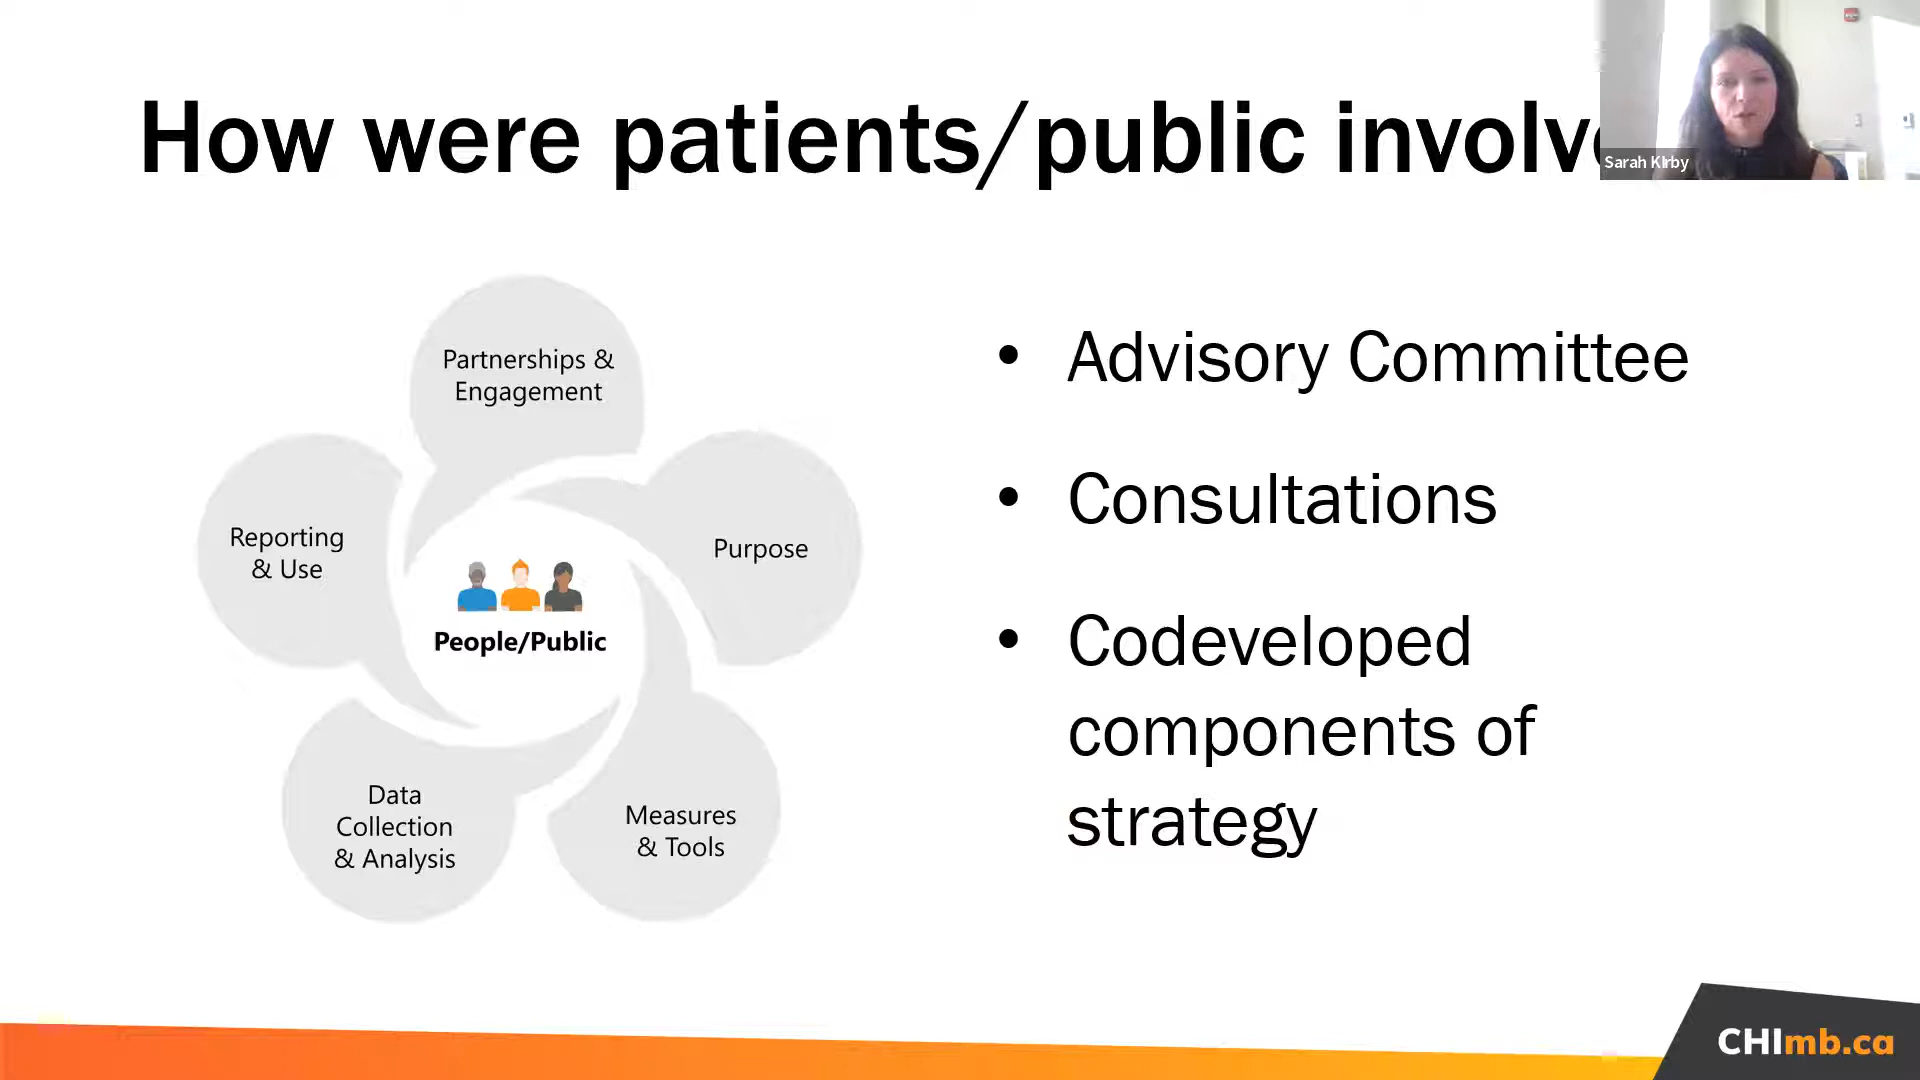 How were patients/public involv
Sarah Kirby
Partnerships &
Engagement
Purpose
Reporting
& Use
People/Public
Data
Collection
& Analysis
Measures
& Tools
• Advisory Committee
• Consultations
• Codeveloped
components of
strategy
CHImb.ca